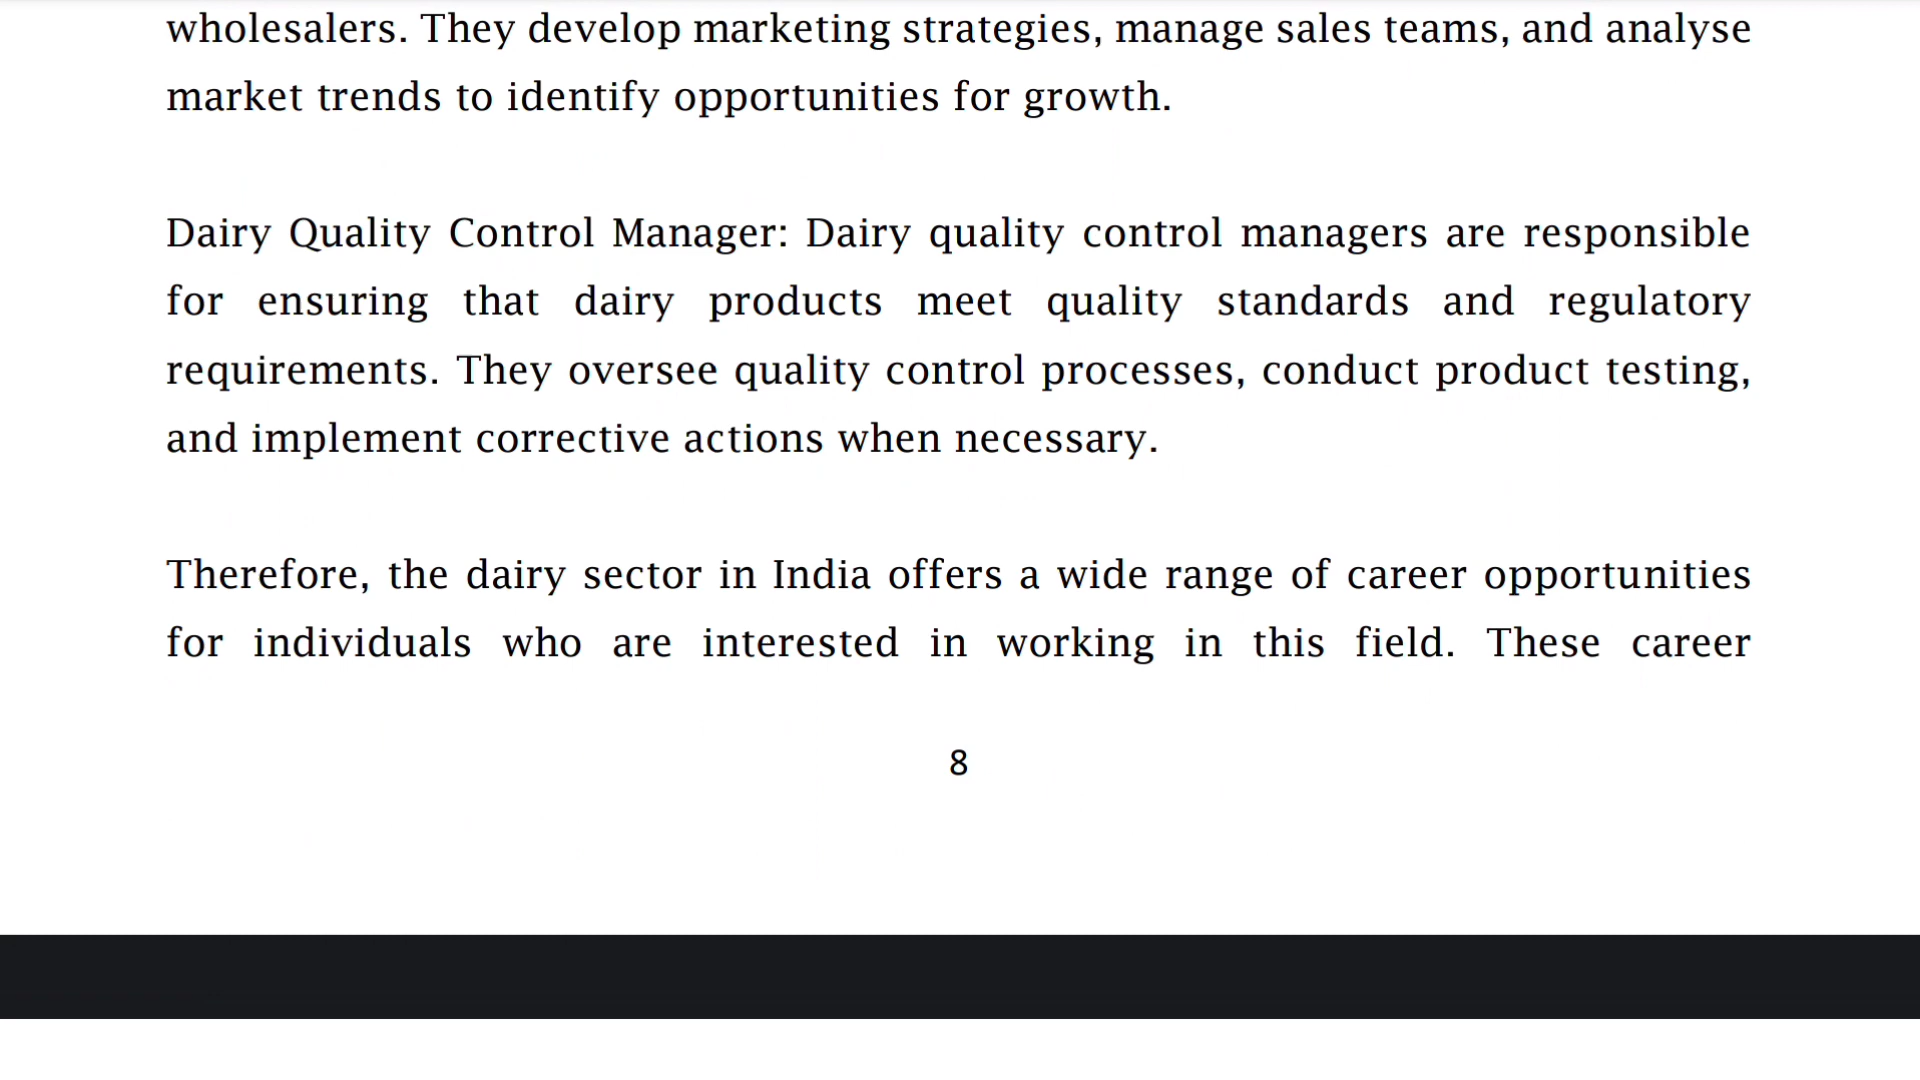 wholesalers. They develop marketing strategies, manage sales teams, and analyse
market trends to identify opportunities for growth.
Dairy Quality Control Manager: Dairy quality control managers are responsible
for ensuring that dairy products meet quality standards and regulatory
requirements. They oversee quality control processes, conduct product testing,
and implement corrective actions when necessary.
Therefore, the dairy sector in India offers a wide range of career opportunities
for individuals who are interested in working in this field. These career
8